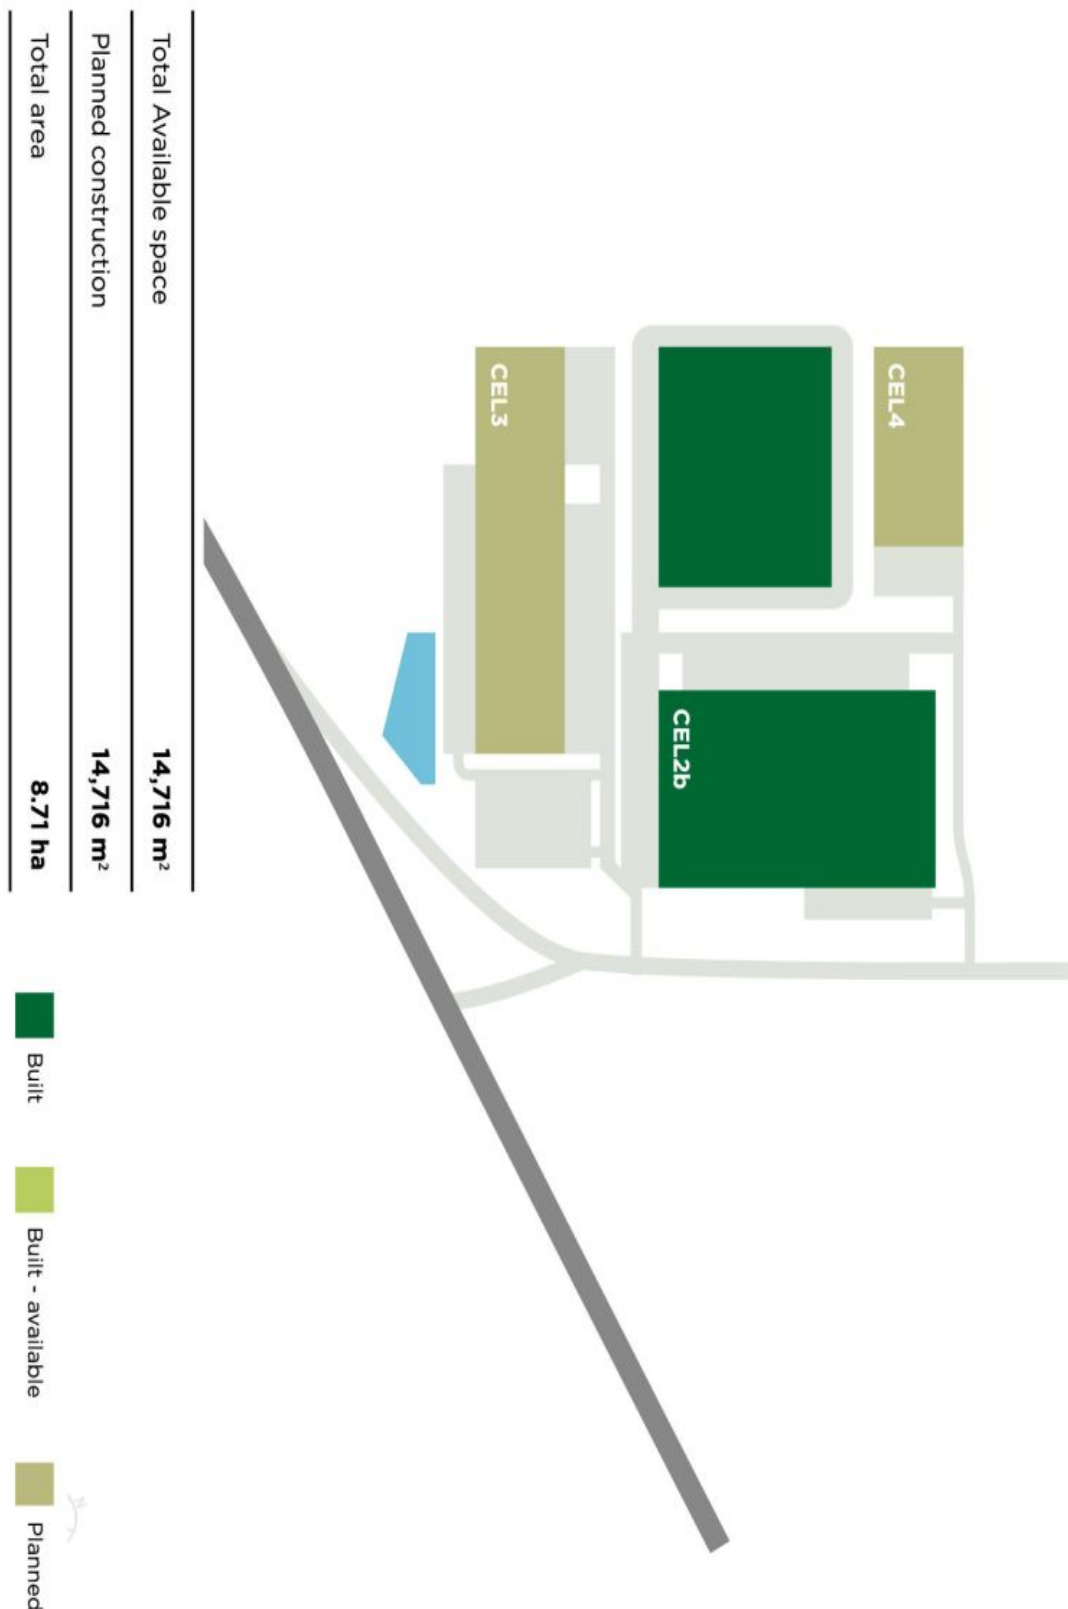 CEL4
CEL2b
CEL3
Total Available space 14,716 m²
Planned construction 14,716 m²
Total area 8.71 ha
Built
Built - available
Planned
N